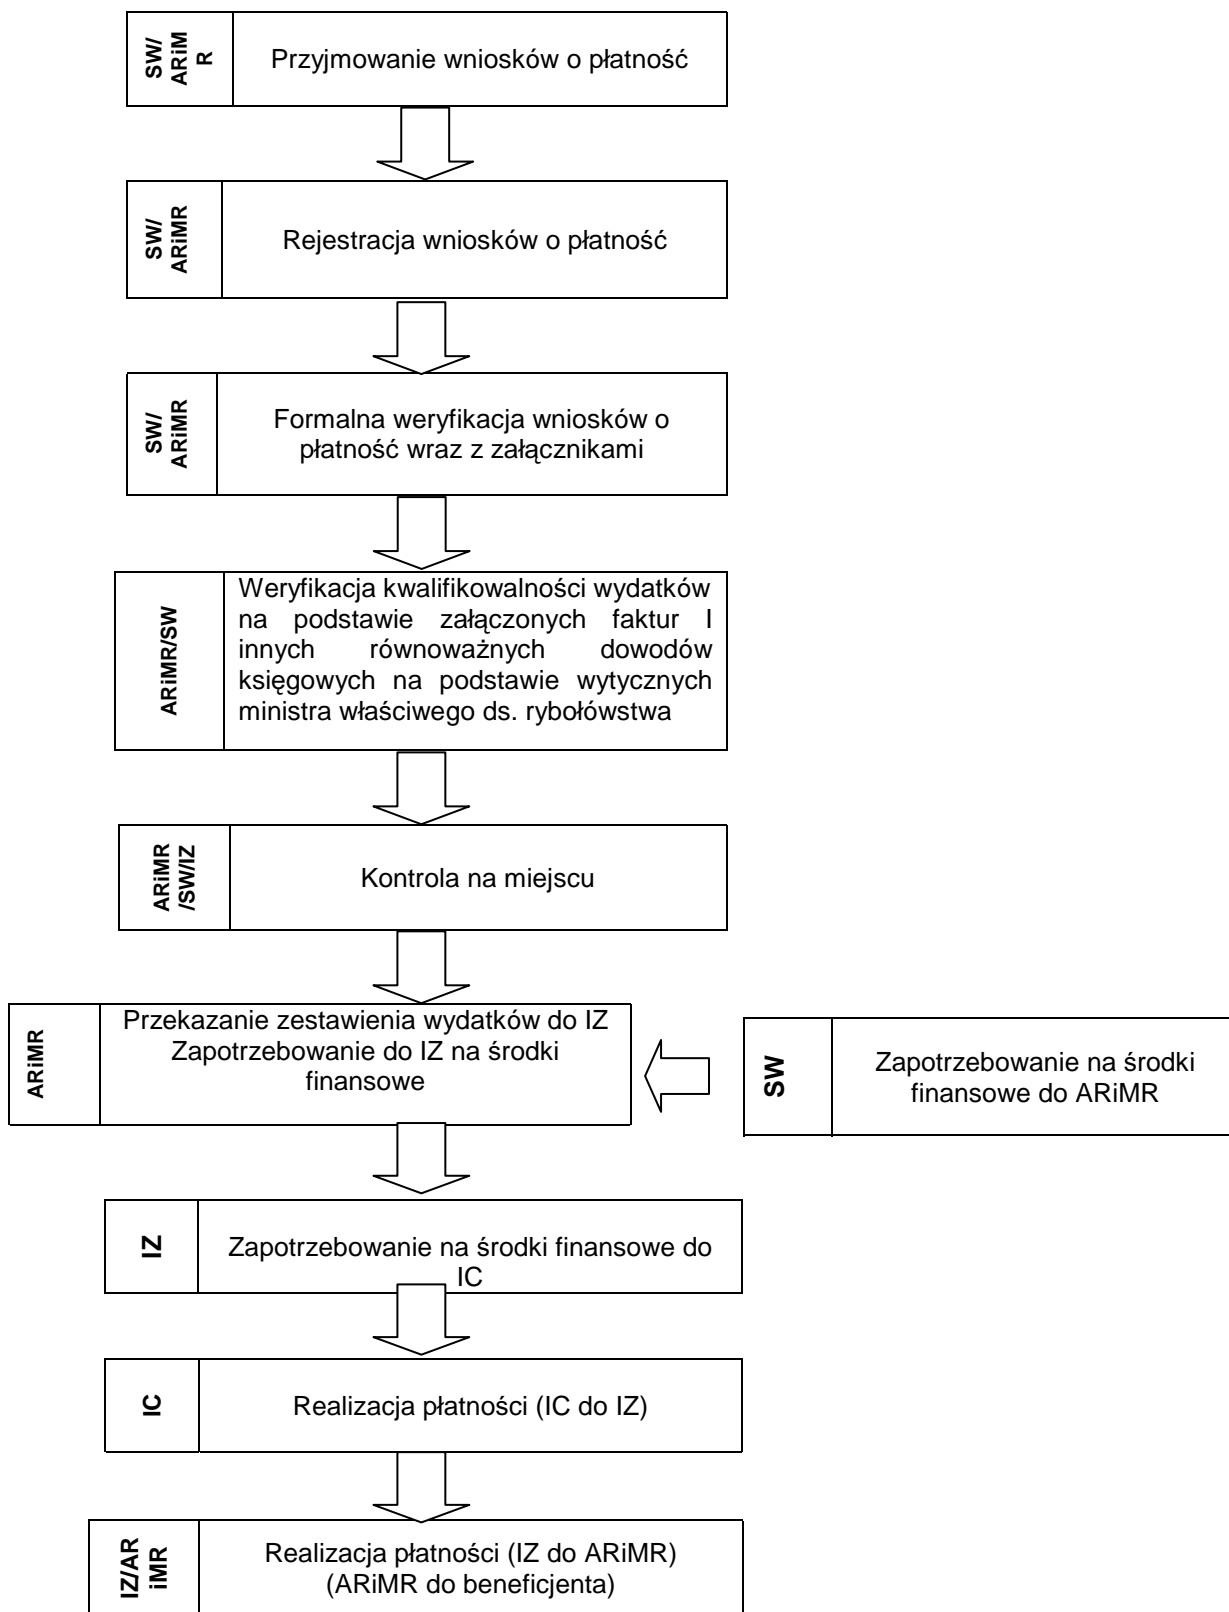 SW/
ARiM
R
Przyjmowanie wniosków o płatność
SW/
ARiMR
Rejestracja wniosków o płatność
SW/
ARiMR
Formalna weryfikacja wniosków o
płatność wraz z załącznikami
ARiMR/SW
Weryfikacja kwalifikowalności wydatków
na podstawie załączonych faktur I
innych równoważnych dowodów
księgowych na podstawie wytycznych
ministra właściwego ds. rybołówstwa
ARiMR
/SW/IZ
Kontrola na miejscu
ARiMR
Przekazanie zestawienia wydatków do IZ
Zapotrzebowanie do IZ na środki
finansowe
SW
Zapotrzebowanie na środki
finansowe do ARiMR
IZ
Zapotrzebowanie na środki finansowe do
IC
IC
Realizacja płatności (IC do IZ)
IZ/AR
iMR
Realizacja płatności (IZ do ARiMR)
(ARiMR do beneficjenta)